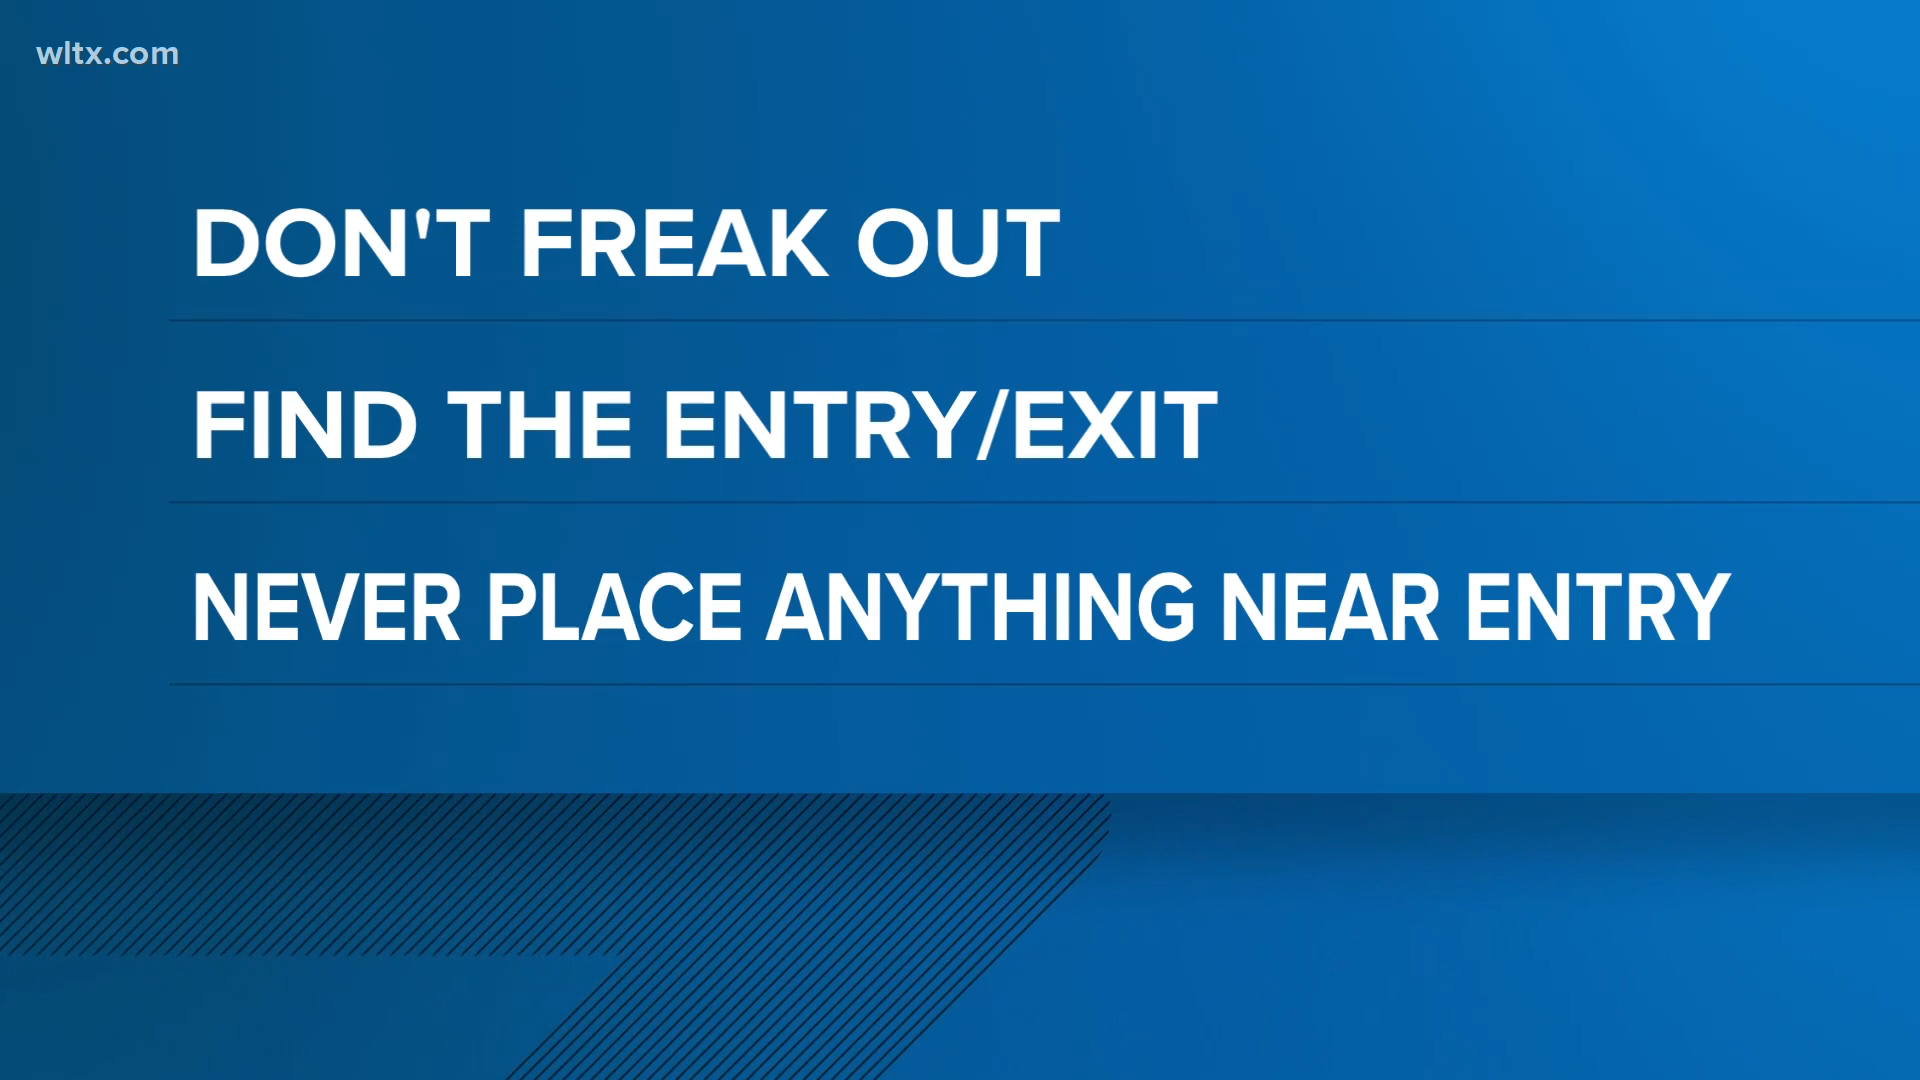 wltx.com
DON'T FREAK OUT
FIND THE ENTRY/EXIT
NEVER PLACE ANYTHING NEAR ENTRY